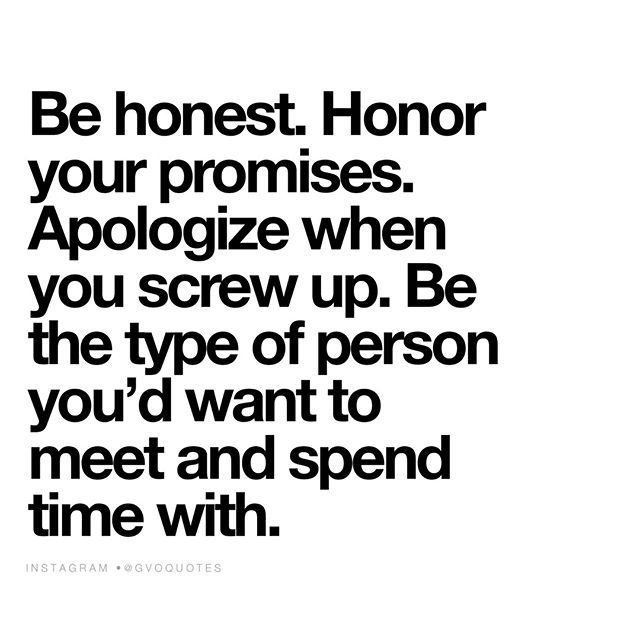 Be honest. Honor
your promises.
Apologize when
you screw up. Be
the type of person
you’d want to
meet and spend
time with.
INSTAGRAM •@GVOQUOTES